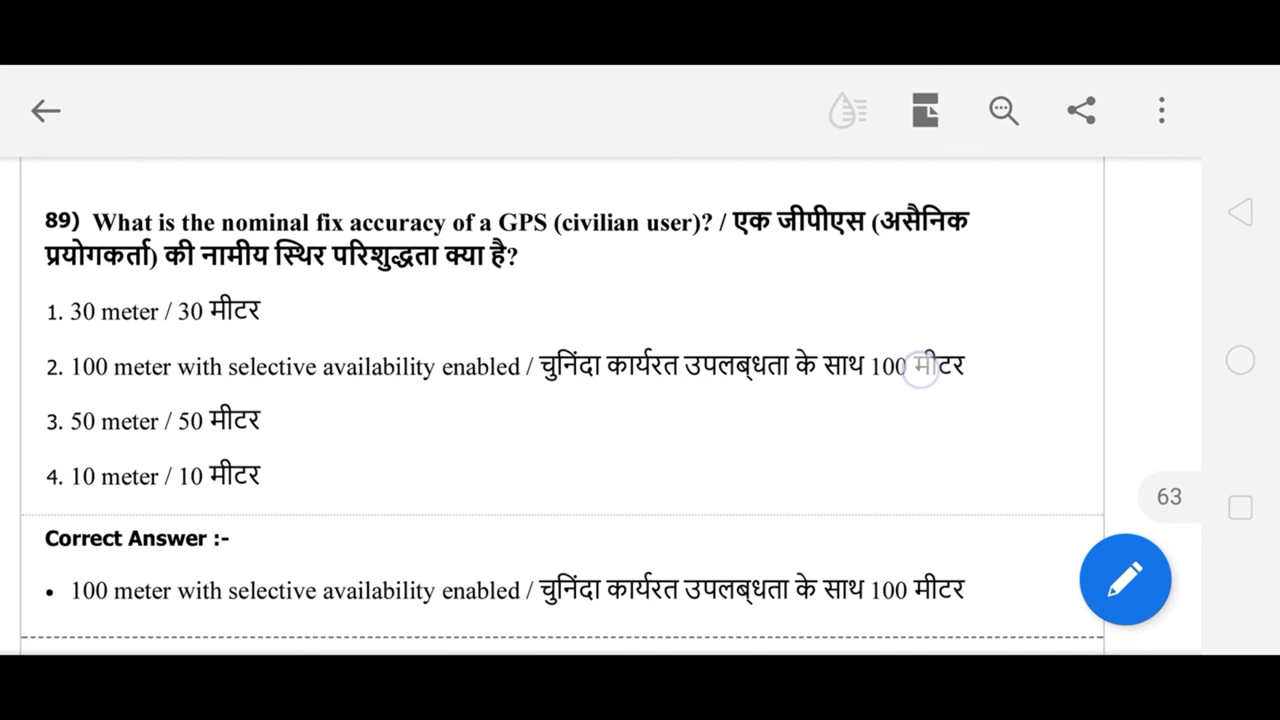 89) What is the nominal fix accuracy of a GPS (civilian user)? / एक जीपीएस (असैनिक
प्रयोगकर्ता) की नामीय स्थिर परिशुद्धता क्या है?
1. 30 meter / 30 मीटर
2. 100 meter with selective availability enabled / चुनिंदा कार्यरत उपलब्धता के साथ 100 मीटर
3. 50 meter / 50 मीटर
4. 10 meter / 10 मीटर
63
Correct Answer :-
• 100 meter with selective availability enabled / चुनिंदा कार्यरत उपलब्धता के साथ 100 मीटर